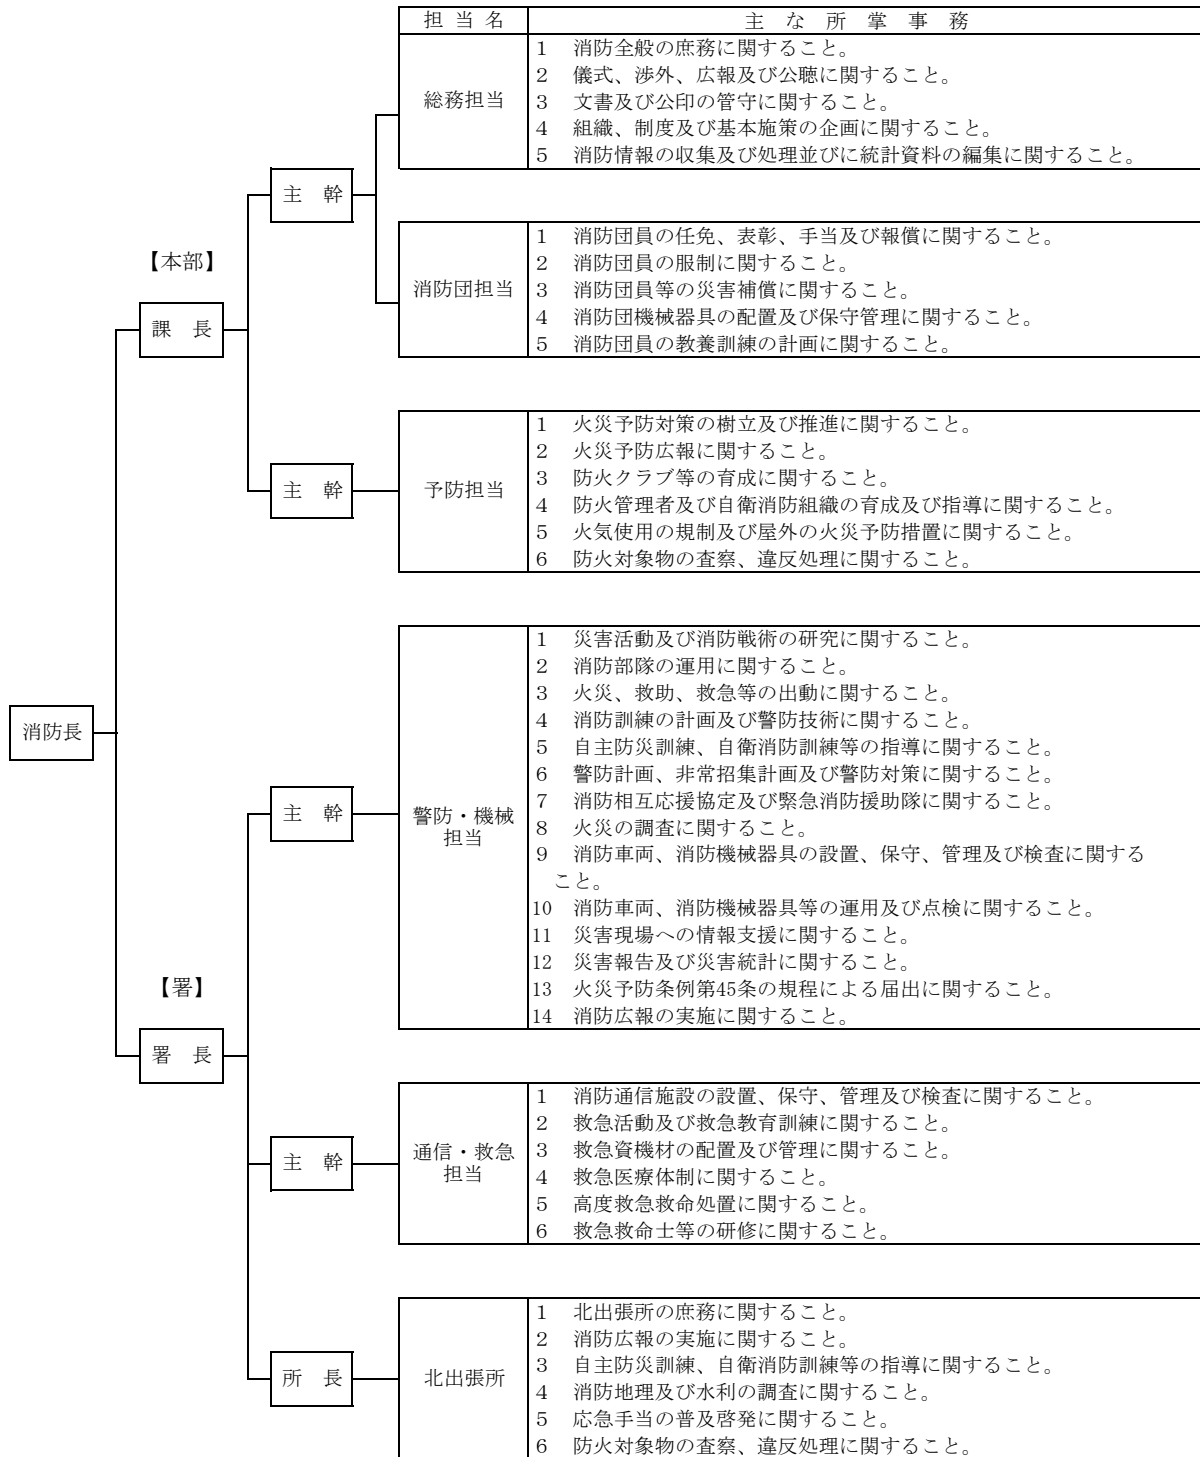 担当名 主な所掌事務
総務担当
1 消防全般の庶務に関すること。
2 儀式、渉外、広報及び公聴に関すること。
3 文書及び公印の管守に関すること。
4 組織、制度及び基本施策の企画に関すること。
5 消防情報の収集及び処理並びに統計資料の編集に関すること。
主幹
【本部】
課長
消防団担当
1 消防団員の任免、表彰、手当及び報償に関すること。
2 消防団員の服制に関すること。
3 消防団員等の災害補償に関すること。
4 消防団機械器具の配置及び保守管理に関すること。
5 消防団員の教養訓練の計画に関すること。
主幹
予防担当
1 火災予防対策の樹立及び推進に関すること。
2 火災予防広報に関すること。
3 防火クラブ等の育成に関すること。
4 防火管理者及び自衛消防組織の育成及び指導に関すること。
5 火気使用の規制及び屋外の火災予防措置に関すること。
6 防火対象物の査察、違反処理に関すること。
消防長
主幹
警防・機械
担当
1 災害活動及び消防戦術の研究に関すること。
2 消防部隊の運用に関すること。
3 火災、救助、救急等の出動に関すること。
4 消防訓練の計画及び警防技術に関すること。
5 自主防災訓練、自衛消防訓練等の指導に関すること。
6 警防計画、非常招集計画及び警防対策に関すること。
7 消防相互応援協定及び緊急消防援助隊に関すること。
8 火災の調査に関すること。
9 消防車両、消防機械器具の設置、保守、管理及び検査に関する
こと。
10 消防車両、消防機械器具等の運用及び点検に関すること。
11 災害現場への情報支援に関すること。
12 災害報告及び災害統計に関すること。
13 火災予防条例第45条の規程による届出に関すること。
14 消防広報の実施に関すること。
【署】
署長
主幹
通信・救急
担当
1 消防通信施設の設置、保守、管理及び検査に関すること。
2 救急活動及び救急教育訓練に関すること。
3 救急資機材の配置及び管理に関すること。
4 救急医療体制に関すること。
5 高度救急救命処置に関すること。
6 救急救命士等の研修に関すること。
所長
北出張所
1 北出張所の庶務に関すること。
2 消防広報の実施に関すること。
3 自主防災訓練、自衛消防訓練等の指導に関すること。
4 消防地理及び水利の調査に関すること。
5 応急手当の普及啓発に関すること。
6 防火対象物の査察、違反処理に関すること。